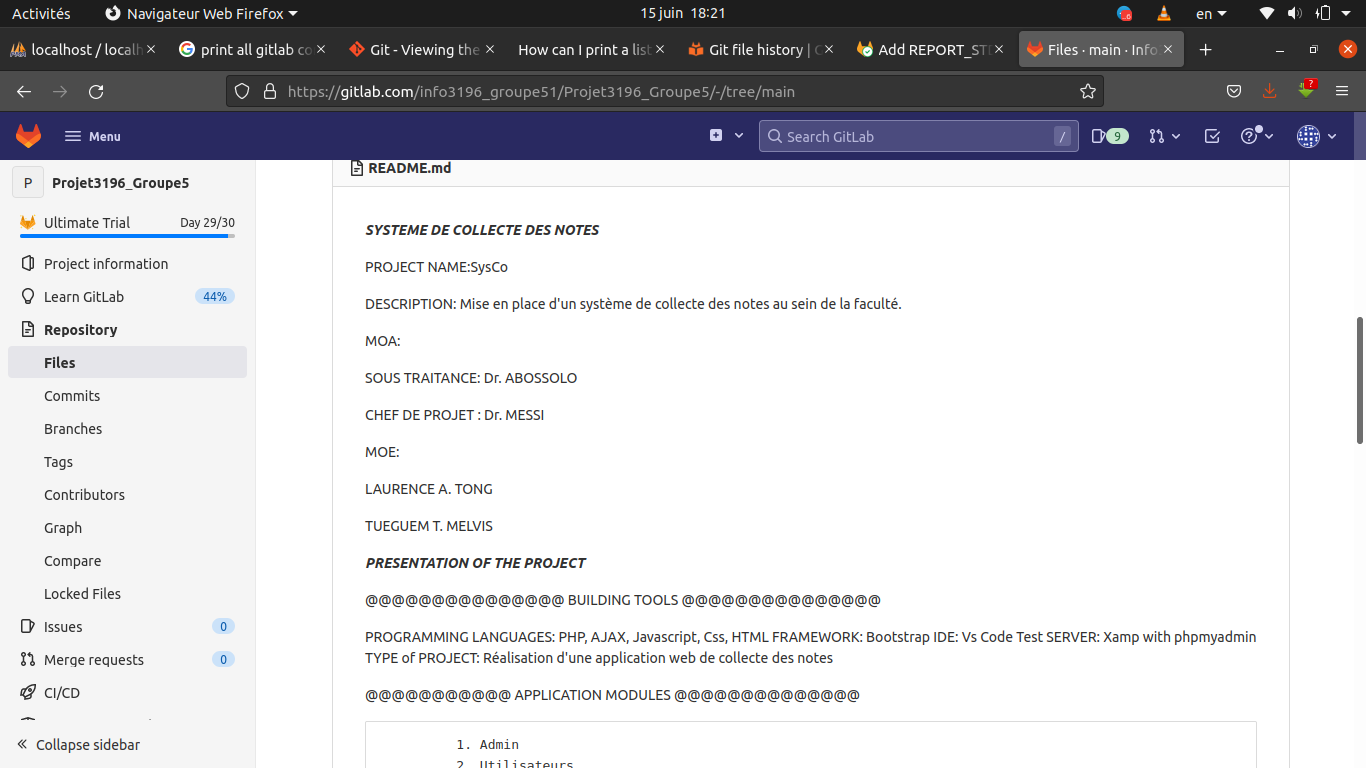 Activités
Navigateur Web Firefox
15 juin 18:21
en
localhost / localh
print all gitlab co
Git - Viewing the
How can I print a list
Git file history | C
Add REPORT_STD
Files · main · Info
https://gitlab.com/info3196_groupe51/Projet3196_Groupe5/-/tree/main
Menu
Search GitLab
/
9
P
Projet3196_Groupe5
Ultimate Trial
Day 29/30
Project information
Learn GitLab
44%
Repository
Files
Commits
Branches
Tags
Contributors
Graph
Compare
Locked Files
Issues
0
Merge requests
0
CI/CD
Collapse sidebar
README.md
SYSTEME DE COLLECTE DES NOTES
PROJECT NAME:SysCo
DESCRIPTION: Mise en place d'un système de collecte des notes au sein de la faculté.
MOA:
SOUS TRAITANCE: Dr. ABOSSOLO
CHEF DE PROJET : Dr. MESSI
MOE:
LAURENCE A. TONG
TUEGUEM T. MELVIS
PRESENTATION OF THE PROJECT
@@@@@@@@@@@@@@@ BUILDING TOOLS @@@@@@@@@@@@@@@
PROGRAMMING LANGUAGES: PHP, AJAX, Javascript, Css, HTML FRAMEWORK: Bootstrap IDE: Vs Code Test SERVER: Xamp with phpmyadmin
TYPE of PROJECT: Réalisation d'une application web de collecte des notes
@@@@@@@@@@@ APPLICATION MODULES @@@@@@@@@@@@@@
1. Admin
2. Utilisateurs